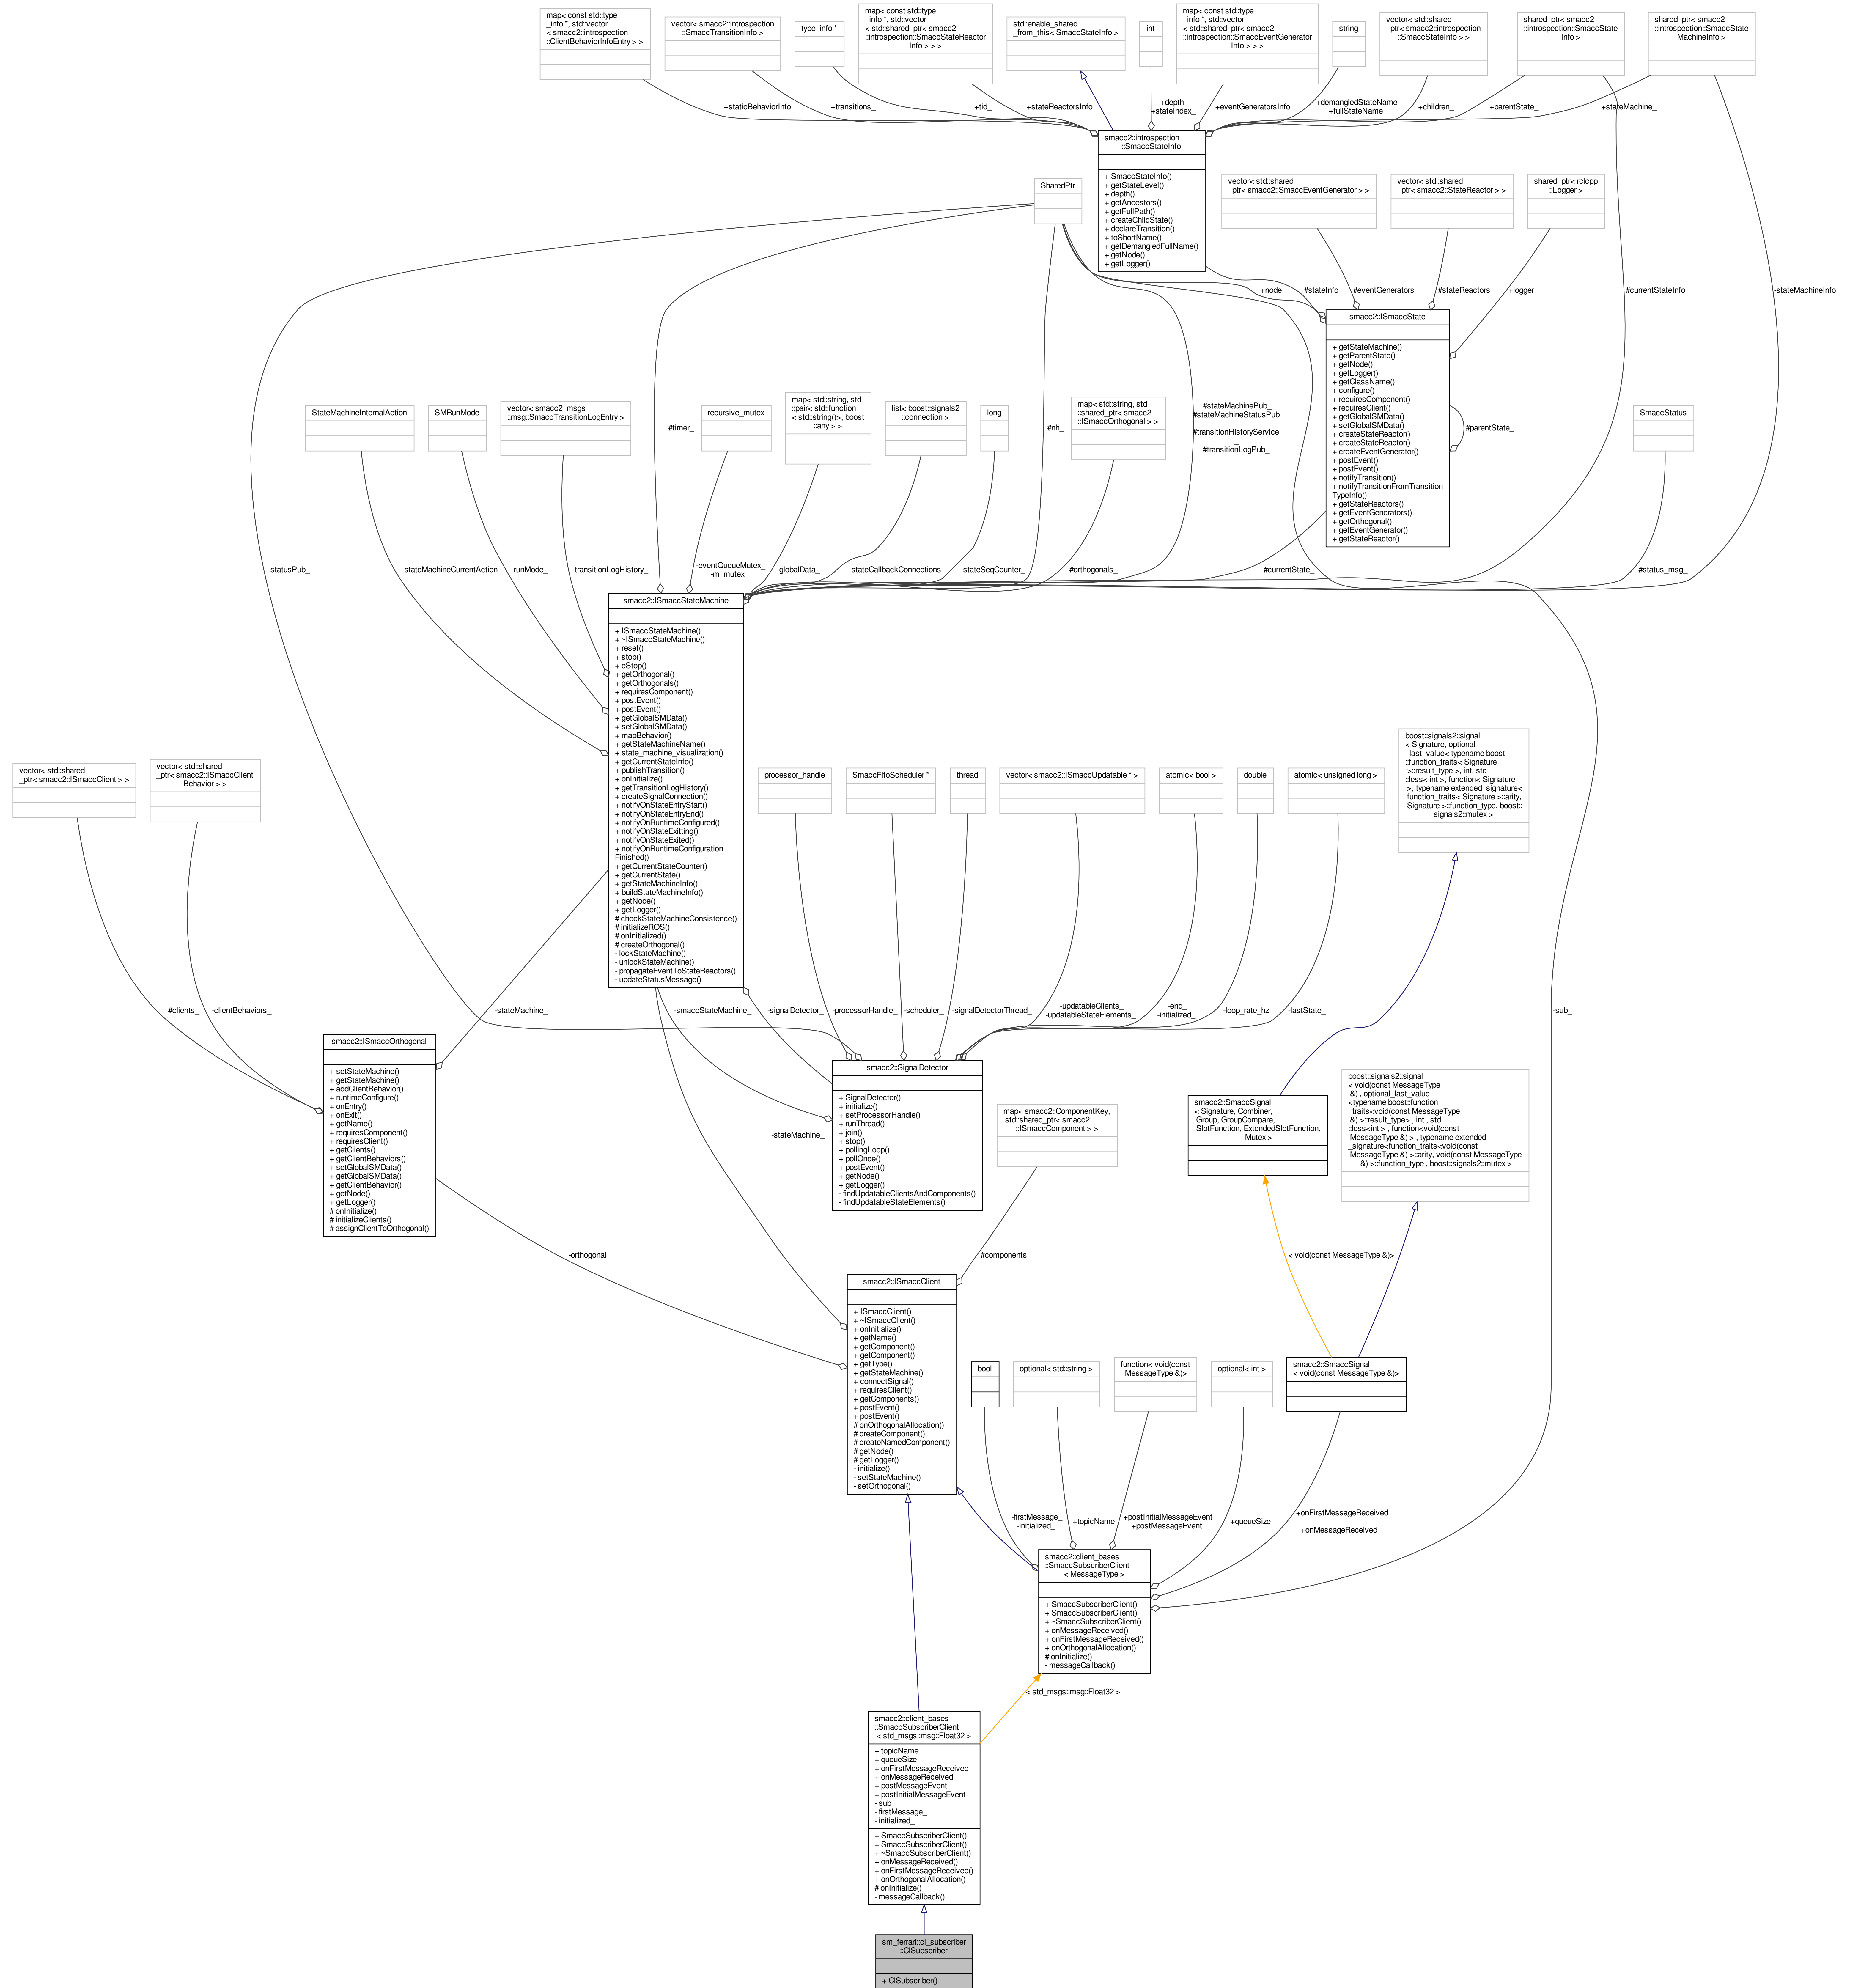 map< const std::type
_info *, std::vector
< smacc2::introspection
::ClientBehaviorInfoEntry > >
vector< smacc2::introspection
::SmaccTransitionInfo >
type_info *
map< const std::type
_info *, std::vector
< std::shared_ptr< smacc2
::introspection::SmaccStateReactor
Info > > >
std::enable_shared
_from_this< SmaccStateInfo >
int
map< const std::type
_info *, std::vector
< std::shared_ptr< smacc2
::introspection::SmaccEventGenerator
Info > > >
string
vector< std::shared
_ptr< smacc2::introspection
::SmaccStateInfo > >
shared_ptr< smacc2
::introspection::SmaccState
Info >
shared_ptr< smacc2
::introspection::SmaccState
MachineInfo >
+staticBehaviorInfo
+transitions_
+tid_
+stateReactorsInfo
+depth_
+stateIndex_
+eventGeneratorsInfo
+demangledStateName
+fullStateName
+children_
+parentState_
+stateMachine_
smacc2::introspection
::SmaccStateInfo
+ SmaccStateInfo()
+ getStateLevel()
+ depth()
+ getAncestors()
+ getFullPath()
+ createChildState()
+ declareTransition()
+ toShortName()
+ getDemangledFullName()
+ getNode()
+ getLogger()
SharedPtr
vector< std::shared
_ptr< smacc2::SmaccEventGenerator > >
vector< std::shared
_ptr< smacc2::StateReactor > >
shared_ptr< rclcpp
::Logger >
+node_
#stateInfo_
#eventGenerators_
#stateReactors_
+logger_
#currentStateInfo_
-stateMachineInfo_
smacc2::ISmaccState
+ getStateMachine()
+ getParentState()
+ getNode()
+ getLogger()
+ getClassName()
+ configure()
+ requiresComponent()
+ requiresClient()
+ getGlobalSMData()
+ setGlobalSMData()
+ createStateReactor()
+ createStateReactor()
+ createEventGenerator()
+ postEvent()
+ postEvent()
+ notifyTransition()
+ notifyTransitionFromTransition
TypeInfo()
+ getStateReactors()
+ getEventGenerators()
+ getOrthogonal()
+ getEventGenerator()
+ getStateReactor()
#parentState_
StateMachineInternalAction
SMRunMode
vector< smacc2_msgs
::msg::SmaccTransitionLogEntry >
#timer_
recursive_mutex
map< std::string, std
::pair< std::function
< std::string()>, boost
::any > >
list< boost::signals2
::connection >
long
#nh_
map< std::string, std
::shared_ptr< smacc2
::ISmaccOrthogonal > >
#stateMachinePub_
#stateMachineStatusPub
_
#transitionHistoryService
_
#transitionLogPub_
SmaccStatus
-statusPub_
-stateMachineCurrentAction
-runMode_
-transitionLogHistory_
-eventQueueMutex_
-m_mutex_
-globalData_
-stateCallbackConnections
-stateSeqCounter_
#orthogonals_
#currentState_
#status_msg_
smacc2::ISmaccStateMachine
+ ISmaccStateMachine()
+ ~ISmaccStateMachine()
+ reset()
+ stop()
+ eStop()
+ getOrthogonal()
+ getOrthogonals()
+ requiresComponent()
+ postEvent()
+ postEvent()
+ getGlobalSMData()
+ setGlobalSMData()
+ mapBehavior()
+ getStateMachineName()
+ state_machine_visualization()
+ getCurrentStateInfo()
+ publishTransition()
+ onInitialize()
+ getTransitionLogHistory()
+ createSignalConnection()
+ notifyOnStateEntryStart()
+ notifyOnStateEntryEnd()
+ notifyOnRuntimeConfigured()
+ notifyOnStateExitting()
+ notifyOnStateExited()
+ notifyOnRuntimeConfiguration
Finished()
+ getCurrentStateCounter()
+ getCurrentState()
+ getStateMachineInfo()
+ buildStateMachineInfo()
+ getNode()
+ getLogger()
# checkStateMachineConsistence()
# initializeROS()
# onInitialized()
# createOrthogonal()
- lockStateMachine()
- unlockStateMachine()
- propagateEventToStateReactors()
- updateStatusMessage()
vector< std::shared
_ptr< smacc2::ISmaccClient > >
vector< std::shared
_ptr< smacc2::ISmaccClient
Behavior > >
processor_handle
SmaccFifoScheduler *
thread
vector< smacc2::ISmaccUpdatable * >
atomic< bool >
double
atomic< unsigned long >
boost::signals2::signal
< Signature, optional
_last_value< typename boost
::function_traits< Signature
>::result_type >, int, std
::less< int >, function< Signature
>, typename extended_signature<
function_traits< Signature >::arity,
Signature >::function_type, boost::
signals2::mutex >
#clients_
-clientBehaviors_
-stateMachine_
-smaccStateMachine_
-signalDetector_
-processorHandle_
-scheduler_
-signalDetectorThread_
-updatableClients_
-updatableStateElements_
-end_
-initialized_
-loop_rate_hz
-lastState_
-sub_
smacc2::ISmaccOrthogonal
+ setStateMachine()
+ getStateMachine()
+ addClientBehavior()
+ runtimeConfigure()
+ onEntry()
+ onExit()
+ getName()
+ requiresComponent()
+ requiresClient()
+ getClients()
+ getClientBehaviors()
+ setGlobalSMData()
+ getGlobalSMData()
+ getClientBehavior()
+ getNode()
+ getLogger()
# onInitialize()
# initializeClients()
# assignClientToOrthogonal()
smacc2::SignalDetector
+ SignalDetector()
+ initialize()
+ setProcessorHandle()
+ runThread()
+ join()
+ stop()
+ pollingLoop()
+ pollOnce()
+ postEvent()
+ getNode()
+ getLogger()
- findUpdatableClientsAndComponents()
- findUpdatableStateElements()
-stateMachine_
map< smacc2::ComponentKey,
std::shared_ptr< smacc2
::ISmaccComponent > >
smacc2::SmaccSignal
< Signature, Combiner,
Group, GroupCompare,
SlotFunction, ExtendedSlotFunction,
Mutex >
boost::signals2::signal
< void(const MessageType
&) , optional_last_value
<typename boost::function
_traits<void(const MessageType
&) >::result_type> , int , std
::less<int > , function<void(const
MessageType &) > , typename extended
_signature<function_traits<void(const
MessageType &) >::arity, void(const MessageType
&) >::function_type , boost::signals2::mutex >
-orthogonal_
#components_
< void(const MessageType &)>
smacc2::ISmaccClient
+ ISmaccClient()
+ ~ISmaccClient()
+ onInitialize()
+ getName()
+ getComponent()
+ getComponent()
+ getType()
+ getStateMachine()
+ connectSignal()
+ requiresClient()
+ getComponents()
+ postEvent()
+ postEvent()
# onOrthogonalAllocation()
# createComponent()
# createNamedComponent()
# getNode()
# getLogger()
- initialize()
- setStateMachine()
- setOrthogonal()
bool
optional< std::string >
function< void(const
MessageType &)>
optional< int >
smacc2::SmaccSignal
< void(const MessageType &)>
-firstMessage_
-initialized_
+topicName
+postInitialMessageEvent
+postMessageEvent
+queueSize
+onFirstMessageReceived
_
+onMessageReceived_
smacc2::client_bases
::SmaccSubscriberClient
< MessageType >
+ SmaccSubscriberClient()
+ SmaccSubscriberClient()
+ ~SmaccSubscriberClient()
+ onMessageReceived()
+ onFirstMessageReceived()
+ onOrthogonalAllocation()
# onInitialize()
- messageCallback()
< std_msgs::msg::Float32 >
smacc2::client_bases
::SmaccSubscriberClient
< std_msgs::msg::Float32 >
+ topicName
+ queueSize
+ onFirstMessageReceived_
+ onMessageReceived_
+ postMessageEvent
+ postInitialMessageEvent
- sub_
- firstMessage_
- initialized_
+ SmaccSubscriberClient()
+ SmaccSubscriberClient()
+ ~SmaccSubscriberClient()
+ onMessageReceived()
+ onFirstMessageReceived()
+ onOrthogonalAllocation()
# onInitialize()
- messageCallback()
sm_ferrari::cl_subscriber
::ClSubscriber
+ ClSubscriber()